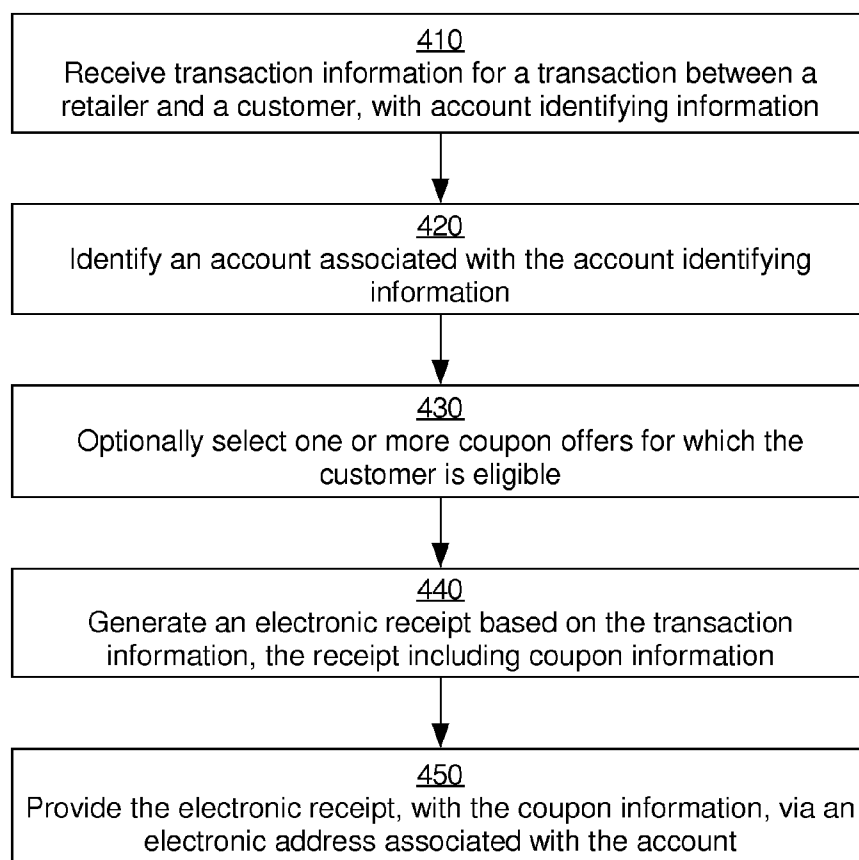 410
Receive transaction information for a transaction between a
retailer and a customer, with account identifying information
420
Identify an account associated with the account identifying
information
430
Optionally select one or more coupon offers for which the
customer is eligible
440
Generate an electronic receipt based on the transaction
information, the receipt including coupon information
450
Provide the electronic receipt, with the coupon information, via an
electronic address associated with the account